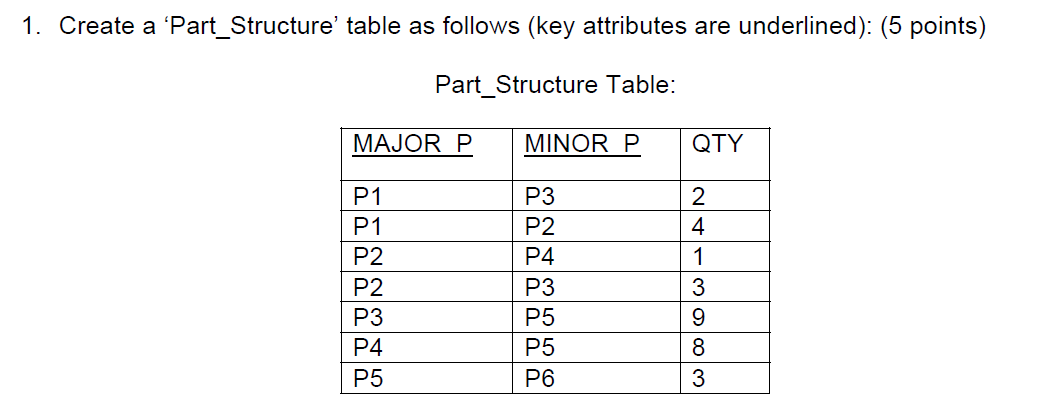 1. Create a ‘Part_Structure’ table as follows (key attributes are underlined): (5 points)
Part_Structure Table:
MAJOR_P MINOR_P QTY
P1 P3 2
P1 P2 4
P2 P4 1
P2 P3 3
P3 P5 9
P4 P5 8
P5 P6 3